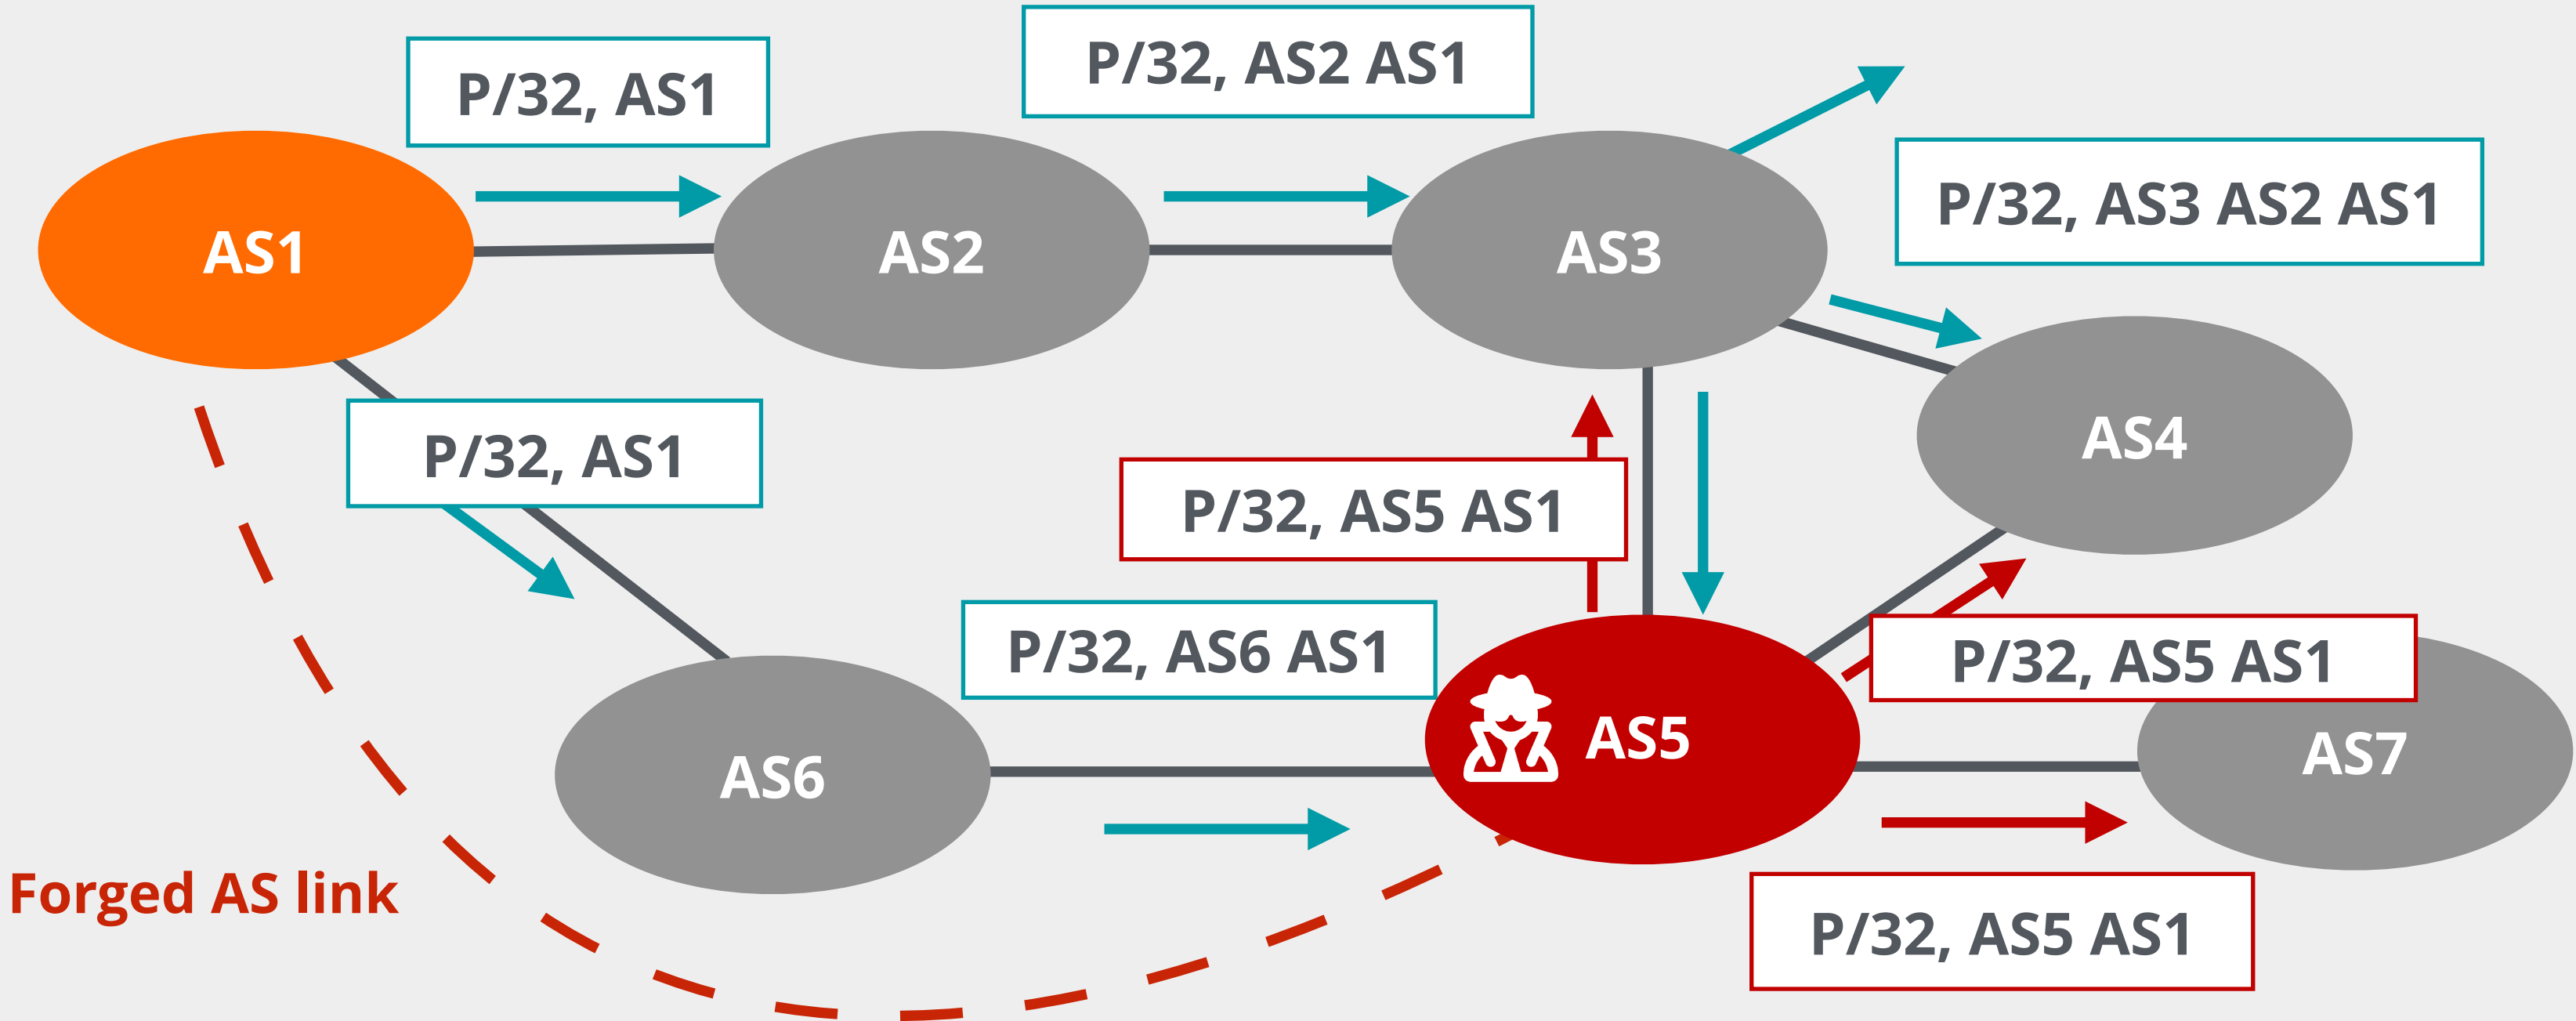 P/32, AS2 AS1
P/32, AS1
P/32, AS3 AS2 AS1
AS1
AS2
AS3
AS4
P/32, AS1
P/32, AS5 AS1
P/32, AS6 AS1
P/32, AS5 AS1
AS5
AS7
AS6
Forged AS link
P/32, AS5 AS1